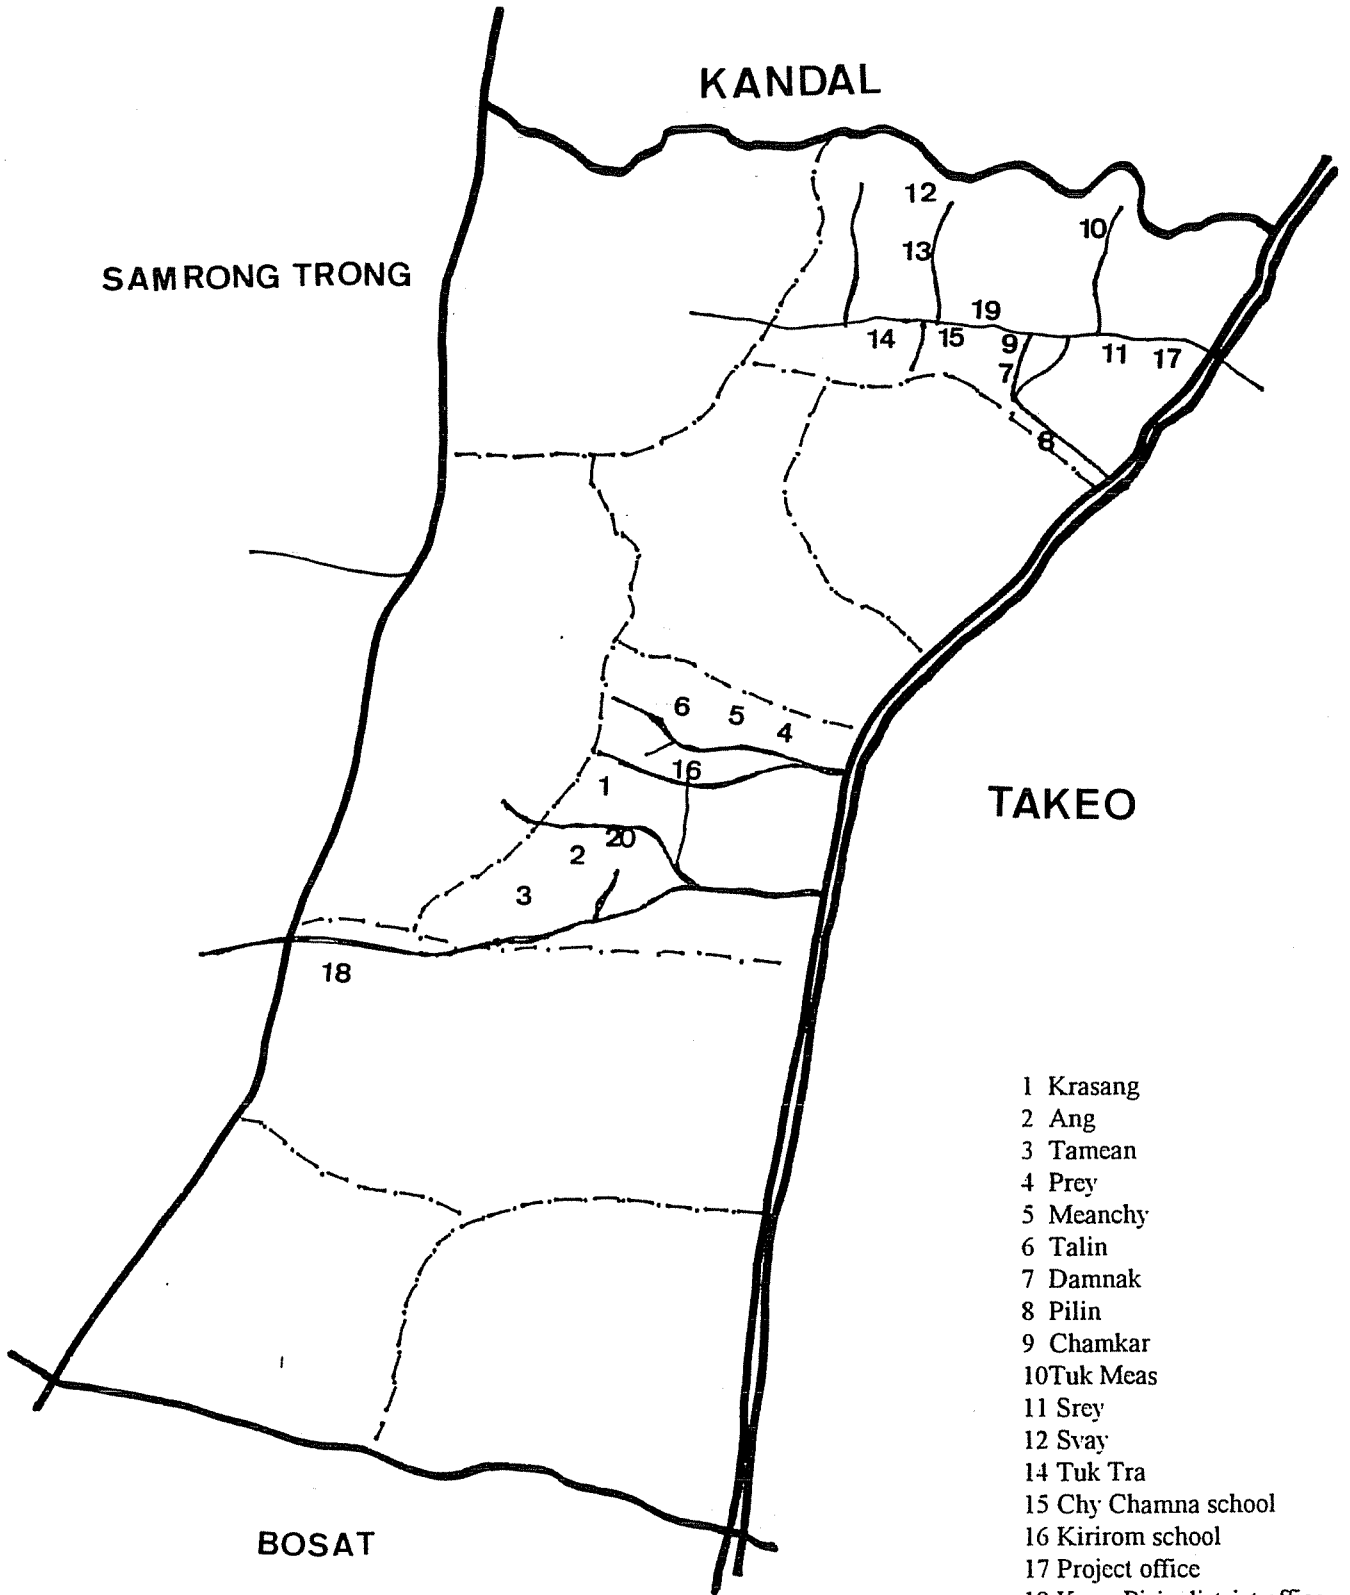 KANDAL
12
10
13
SAMRONG TRONG
19
14
15
9
11
17
7
8
6
5
4
16
1
TAKEO
20
2
3
18
1 Krasang
2 Ang
3 Tamean
4 Prey
5 Meanchy
6 Talin
7 Damnak
8 Pilin
9 Chamkar
10Tuk Meas
11 Srey
12 Svay
14 Tuk Tra
15 Chy Chamna school
16 Kirirom school
17 Project office
BOSAT